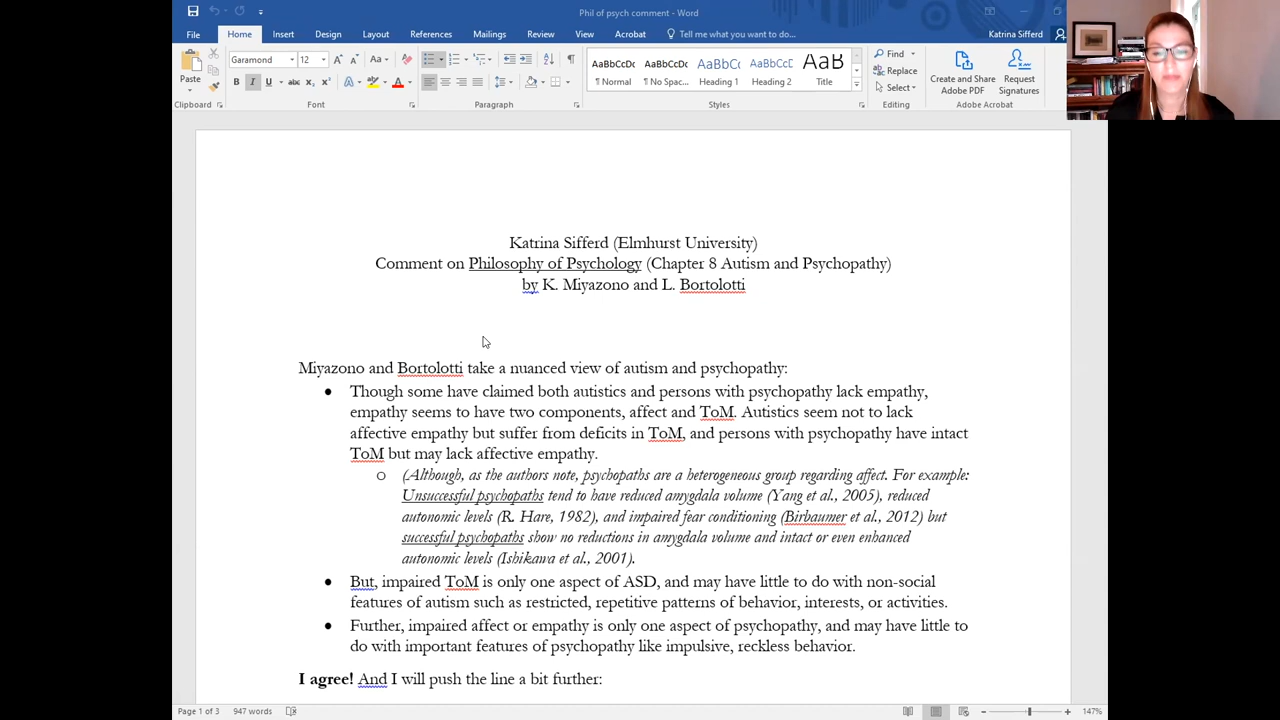 Phil of psych comment - Word
File Home Insert Design Layout References Mailings Review View Acrobat Tell me what you want to do... Katrina Sifferd
Garamond 12 Aa AaBbCcDc AaBbCcDc AaBbCc AaBbCcD AaB Find
Paste Replace Create and Share Request
B I U abc ¶ Normal ¶ No Spac... Heading 1 Heading 2 Title Select Adobe PDF Signatures
Clipboard Font Paragraph Styles Editing Adobe Acrobat
Katrina Sifferd (Elmhurst University)
Comment on Philosophy of Psychology (Chapter 8 Autism and Psychopathy)
by K. Miyazono and L. Bortolotti
Miyazono and Bortolotti take a nuanced view of autism and psychopathy:
• Though some have claimed both autistics and persons with psychopathy lack empathy,
empathy seems to have two components, affect and ToM. Autistics seem not to lack
affective empathy but suffer from deficits in ToM, and persons with psychopathy have intact
ToM but may lack affective empathy.
o (Although, as the authors note, psychopaths are a heterogeneous group regarding affect. For example:
Unsuccessful psychopaths tend to have reduced amygdala volume (Yang et al., 2005), reduced
autonomic levels (R. Hare, 1982), and impaired fear conditioning (Birbaumer et al., 2012) but
successful psychopaths show no reductions in amygdala volume and intact or even enhanced
autonomic levels (Ishikawa et al., 2001).
• But, impaired ToM is only one aspect of ASD, and may have little to do with non-social
features of autism such as restricted, repetitive patterns of behavior, interests, or activities.
• Further, impaired affect or empathy is only one aspect of psychopathy, and may have little to
do with important features of psychopathy like impulsive, reckless behavior.
I agree! And I will push the line a bit further:
Page 1 of 3 947 words 147%